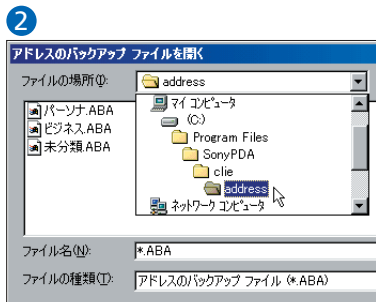 2
アドレスのバックアップ ファイルを開く
ファイルの場所(I):
address
パーソナ.ABA
ビジネス.ABA
未分類.ABA
マイ コンピュータ
(C:)
Program Files
SonyPDA
clie
address
ネットワーク コンピュータ
ファイル名(N):
*.ABA
ファイルの種類(T):
アドレスのバックアップ ファイル (*.ABA)